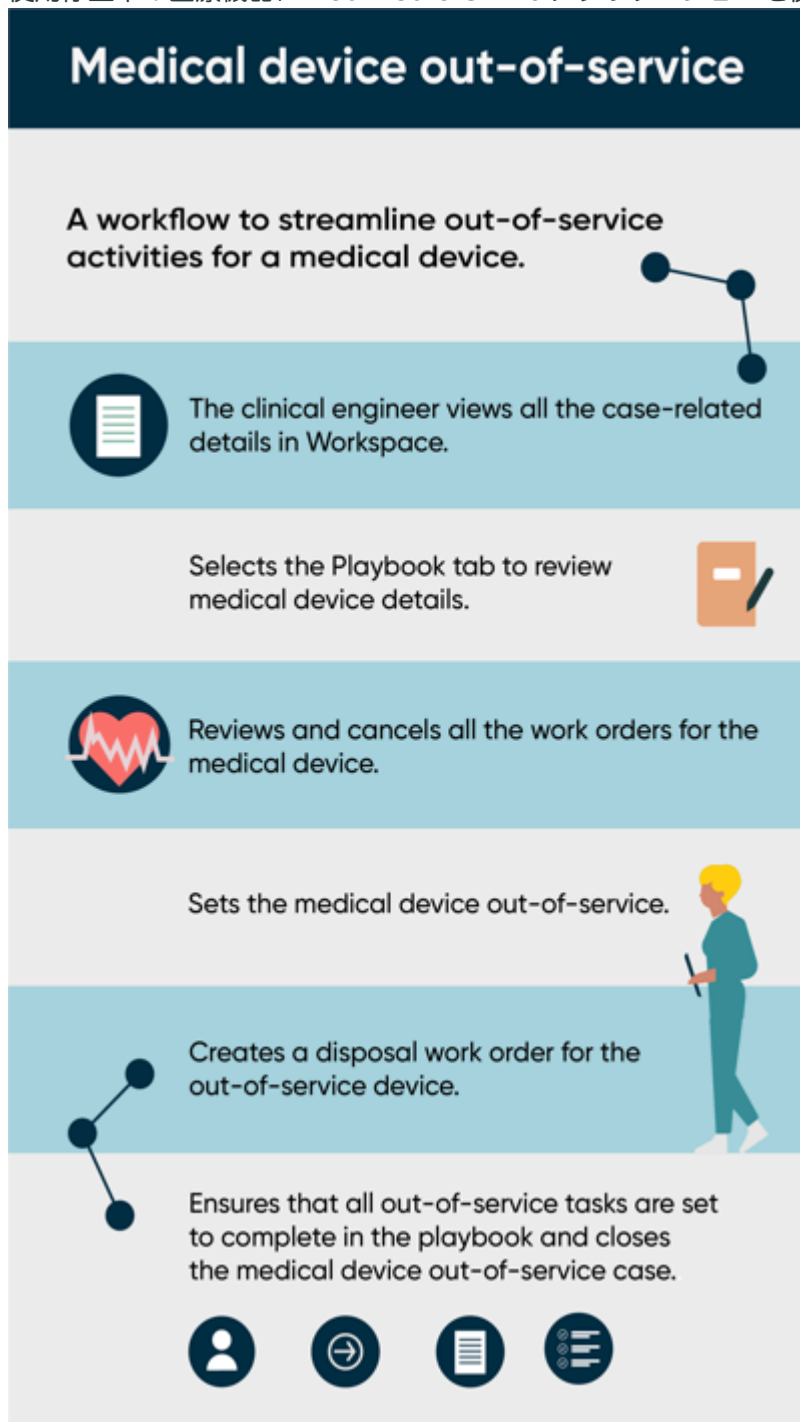 Medical device out-of-service
A workflow to streamline out-of-service
activities for a medical device.
The clinical engineer views all the case-related
details in Workspace.
Selects the Playbook tab to review
medical device details.
Reviews and cancels all the work orders for the
medical device.
Sets the medical device out-of-service.
Creates a disposal work order for the
out-of-service device.
Ensures that all out-of-service tasks are set
to complete in the playbook and closes
the medical device out-of-service case.